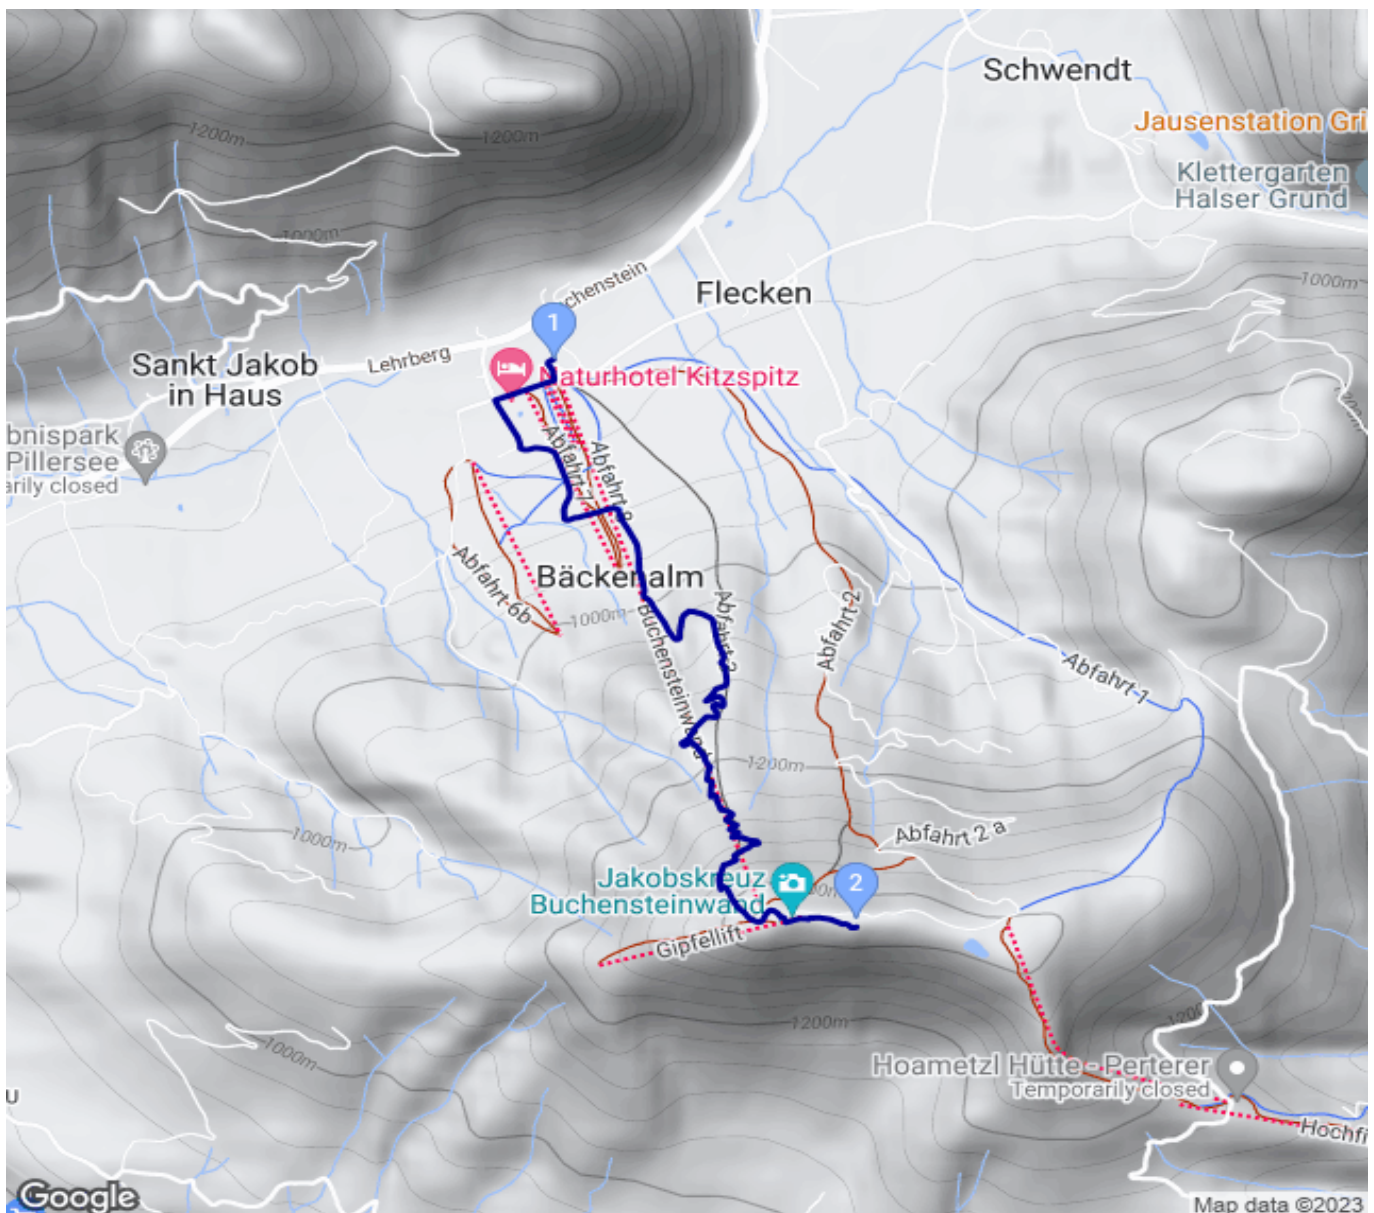 Schwendt
Jausenstation Gri
Klettergarten
Halser Grund
1200m
1200m
1000m
1000m
1200m
chenstein
Flecken
1
Lehrberg
Sankt Jakob
in Haus
Naturhotel Kitzspitz
bnispark
Pillersee
arily closed
Abfahrt 7
Abfahrt
Bäckenalm
Abfahrt 6b
1000m
Abfahrt
Abfahrt 2
Abfahrt 1
Buchensteinwand
1200m
1000m
Abfahrt 2 a
Jakobskreuz
Buchensteinwand
2
00m
Gipfellift
1200m
1000m
120
Hoametzl Hütte - Perterer
Temporarily closed
Hochfi
u
Google
Map data ©2023